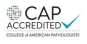 CAP
ACCREDITED
COLLEGE of AMERICAN PATHOLOGISTS